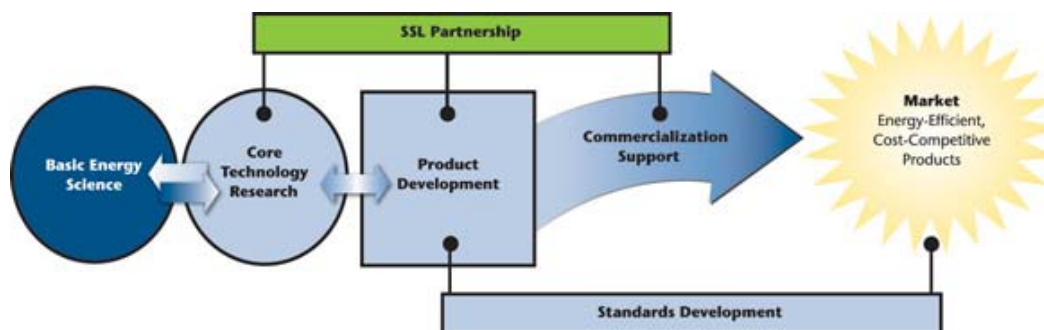 SSL Partnership
Basic Energy
Science
Core
Technology
Research
Product
Development
Commercialization
Support
Market
Energy-Efficient,
Cost-Competitive
Products
Standards Development